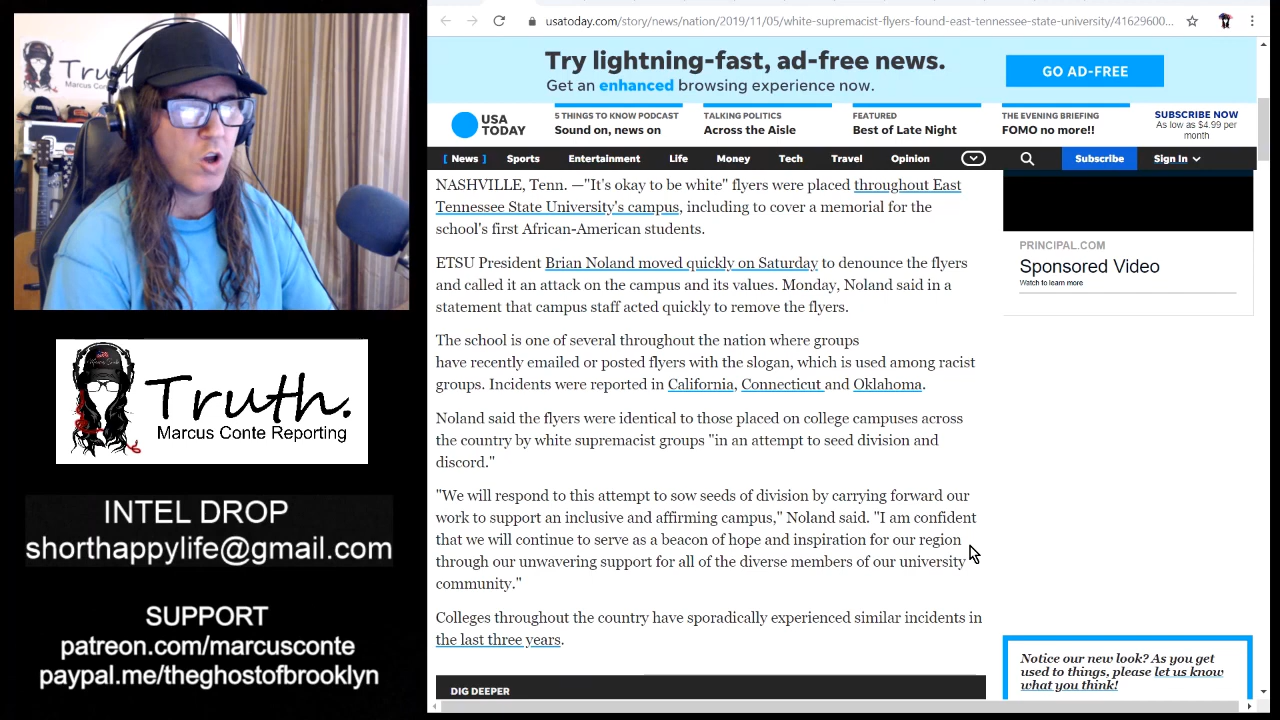 Truth.
Marcus Conte
Truth.
Marcus Conte Reporting
INTEL DROP
shorthappylife@gmail.com
SUPPORT
patreon.com/marcusconte
paypal.me/theghostofbrooklyn
usatoday.com/story/news/nation/2019/11/05/white-supremacist-flyers-found-east-tennessee-state-university/41629600...
Try lightning-fast, ad-free news.
Get an enhanced browsing experience now.
GO AD-FREE
USA
TODAY
5 THINGS TO KNOW PODCAST
Sound on, news on
TALKING POLITICS
Across the Aisle
FEATURED
Best of Late Night
THE EVENING BRIEFING
FOMO no more!!
SUBSCRIBE NOW
As low as $4.99 per
month
[ News ] Sports Entertainment Life Money Tech Travel Opinion Subscribe Sign In
NASHVILLE, Tenn. —"It's okay to be white" flyers were placed throughout East
Tennessee State University's campus, including to cover a memorial for the
school's first African-American students.
ETSU President Brian Noland moved quickly on Saturday to denounce the flyers
and called it an attack on the campus and its values. Monday, Noland said in a
statement that campus staff acted quickly to remove the flyers.
The school is one of several throughout the nation where groups
have recently emailed or posted flyers with the slogan, which is used among racist
groups. Incidents were reported in California, Connecticut and Oklahoma.
Noland said the flyers were identical to those placed on college campuses across
the country by white supremacist groups "in an attempt to seed division and
discord."
"We will respond to this attempt to sow seeds of division by carrying forward our
work to support an inclusive and affirming campus," Noland said. "I am confident
that we will continue to serve as a beacon of hope and inspiration for our region
through our unwavering support for all of the diverse members of our university
community."
Colleges throughout the country have sporadically experienced similar incidents in
the last three years.
DIG DEEPER
PRINCIPAL.COM
Sponsored Video
Watch to learn more
Notice our new look? As you get
used to things, please let us know
what you think!